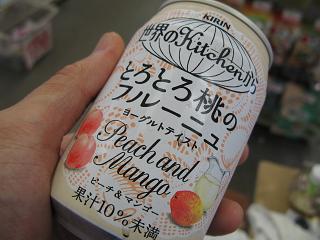 KIRIN
世界のKitchenから
とろとろ桃の
フルーニュ
ヨーグルトテイスト
Peach and
Mango
ピーチ&マンゴー
果汁10%未満